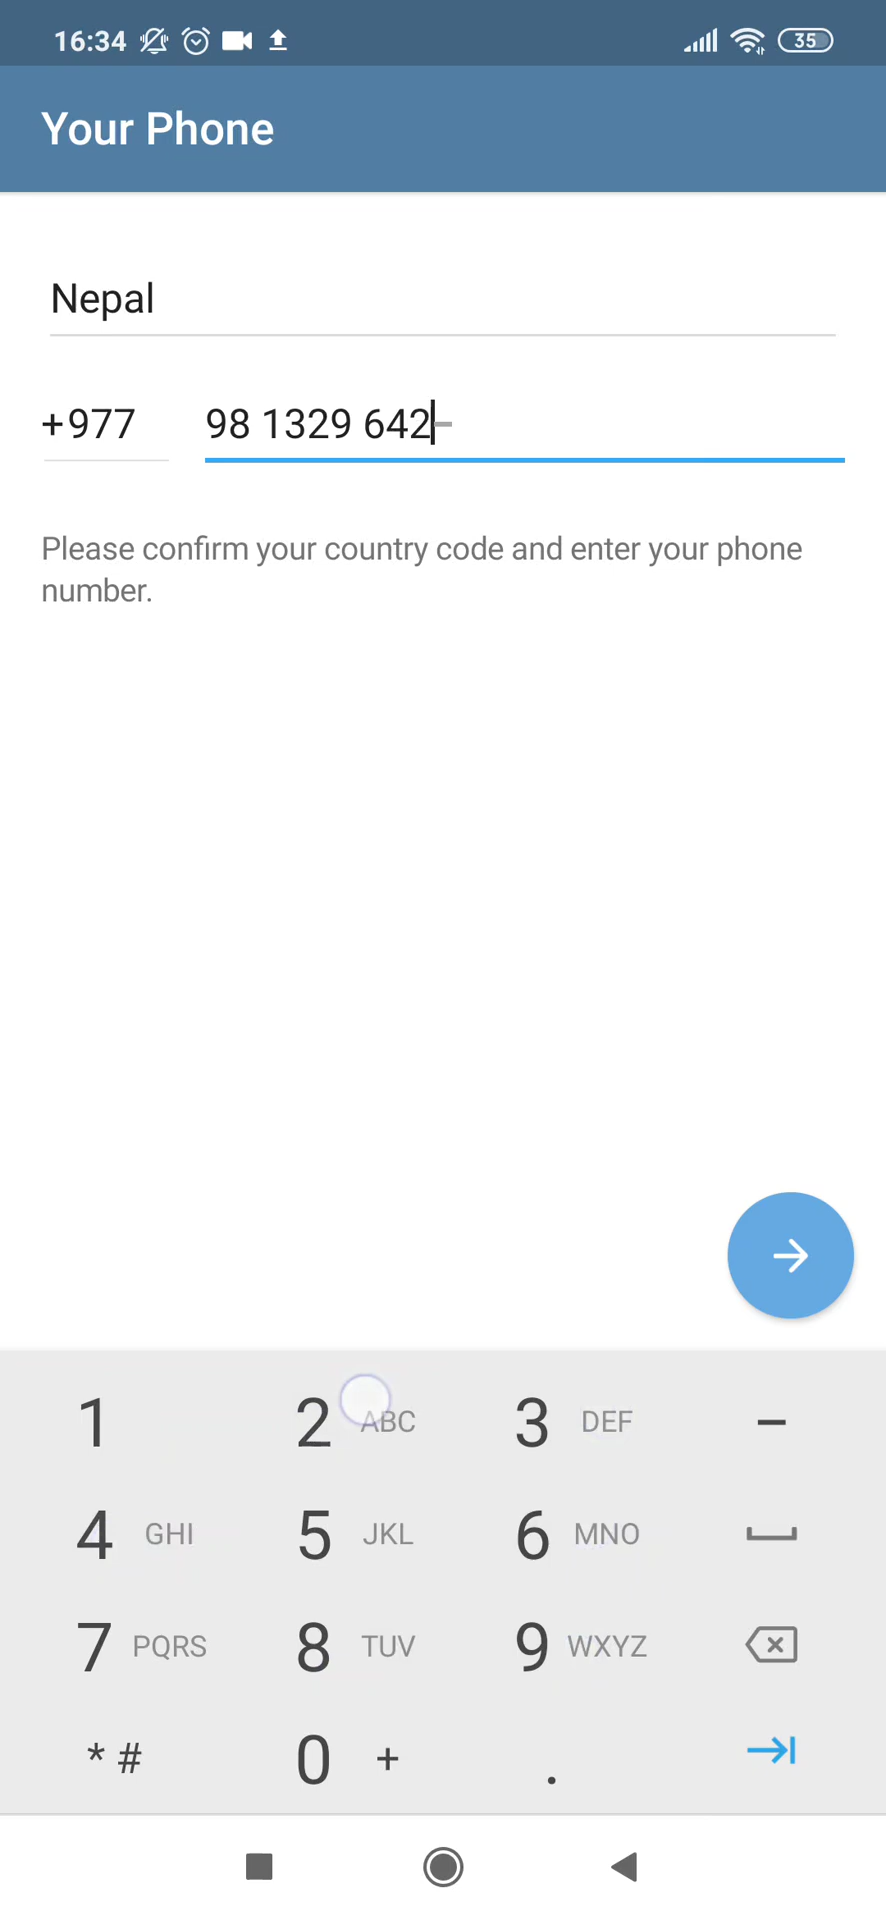 16:34 35
Your Phone
Nepal
+977 98 1329 642–
Please confirm your country code and enter your phone
number.
1 2 ABC 3 DEF –
4 GHI 5 JKL 6 MNO
7 PQRS 8 TUV 9 WXYZ
* # 0 + .